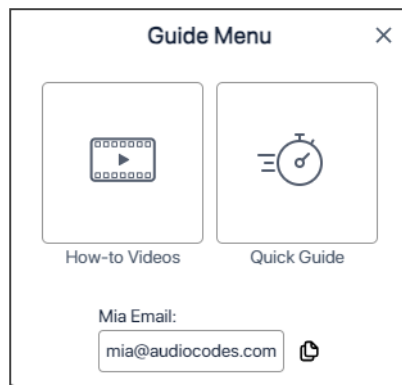 Guide Menu
How-to Videos
Quick Guide
Mia Email:
mia@audiocodes.com